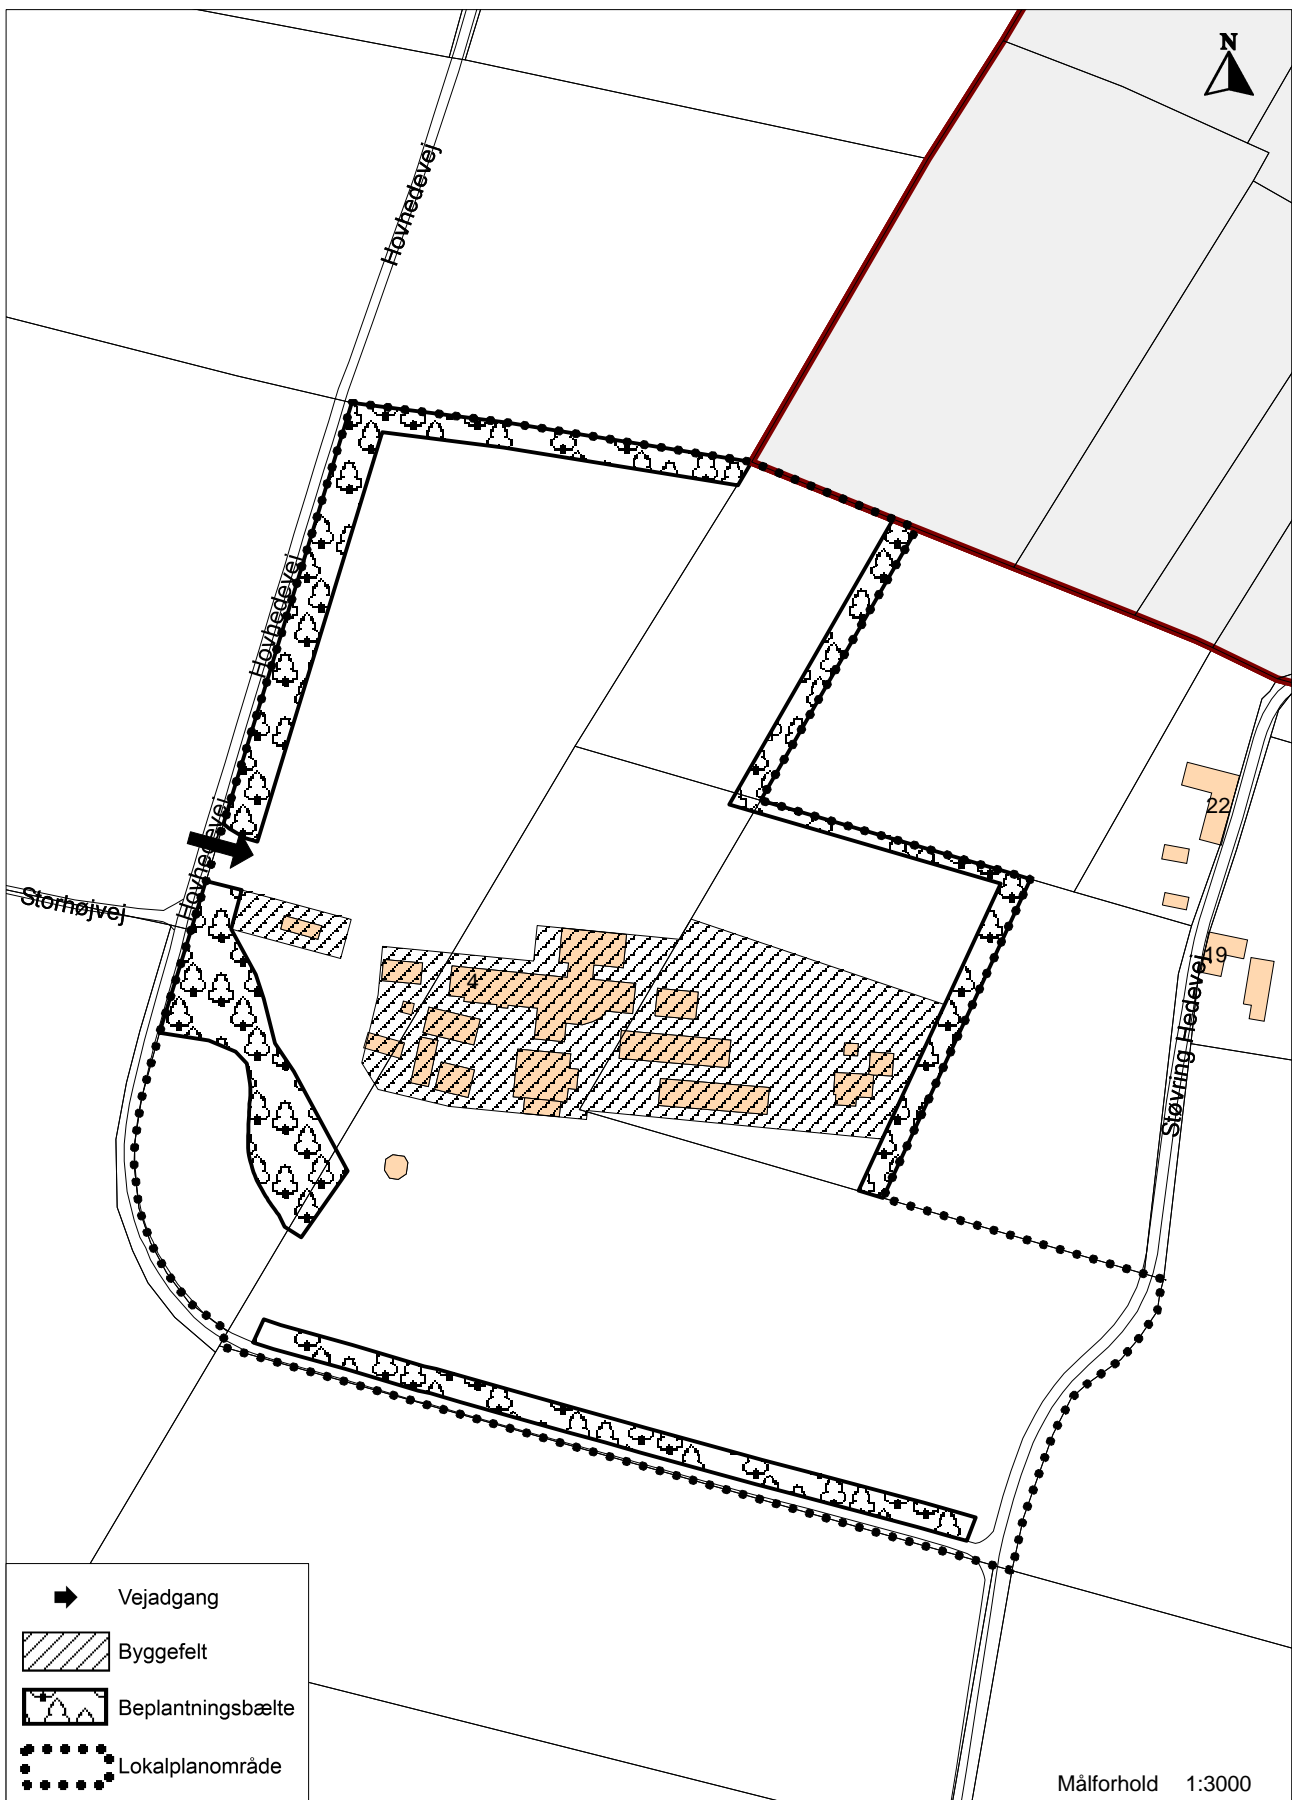 N
Hovhedevej
Hovhedevej
22
Hovhedevej
Storhøjvej
19
4
Støvring Hedevej
Vejadgang
Byggefelt
Beplantningsbælte
Lokalplanområde
Målforhold 1:3000